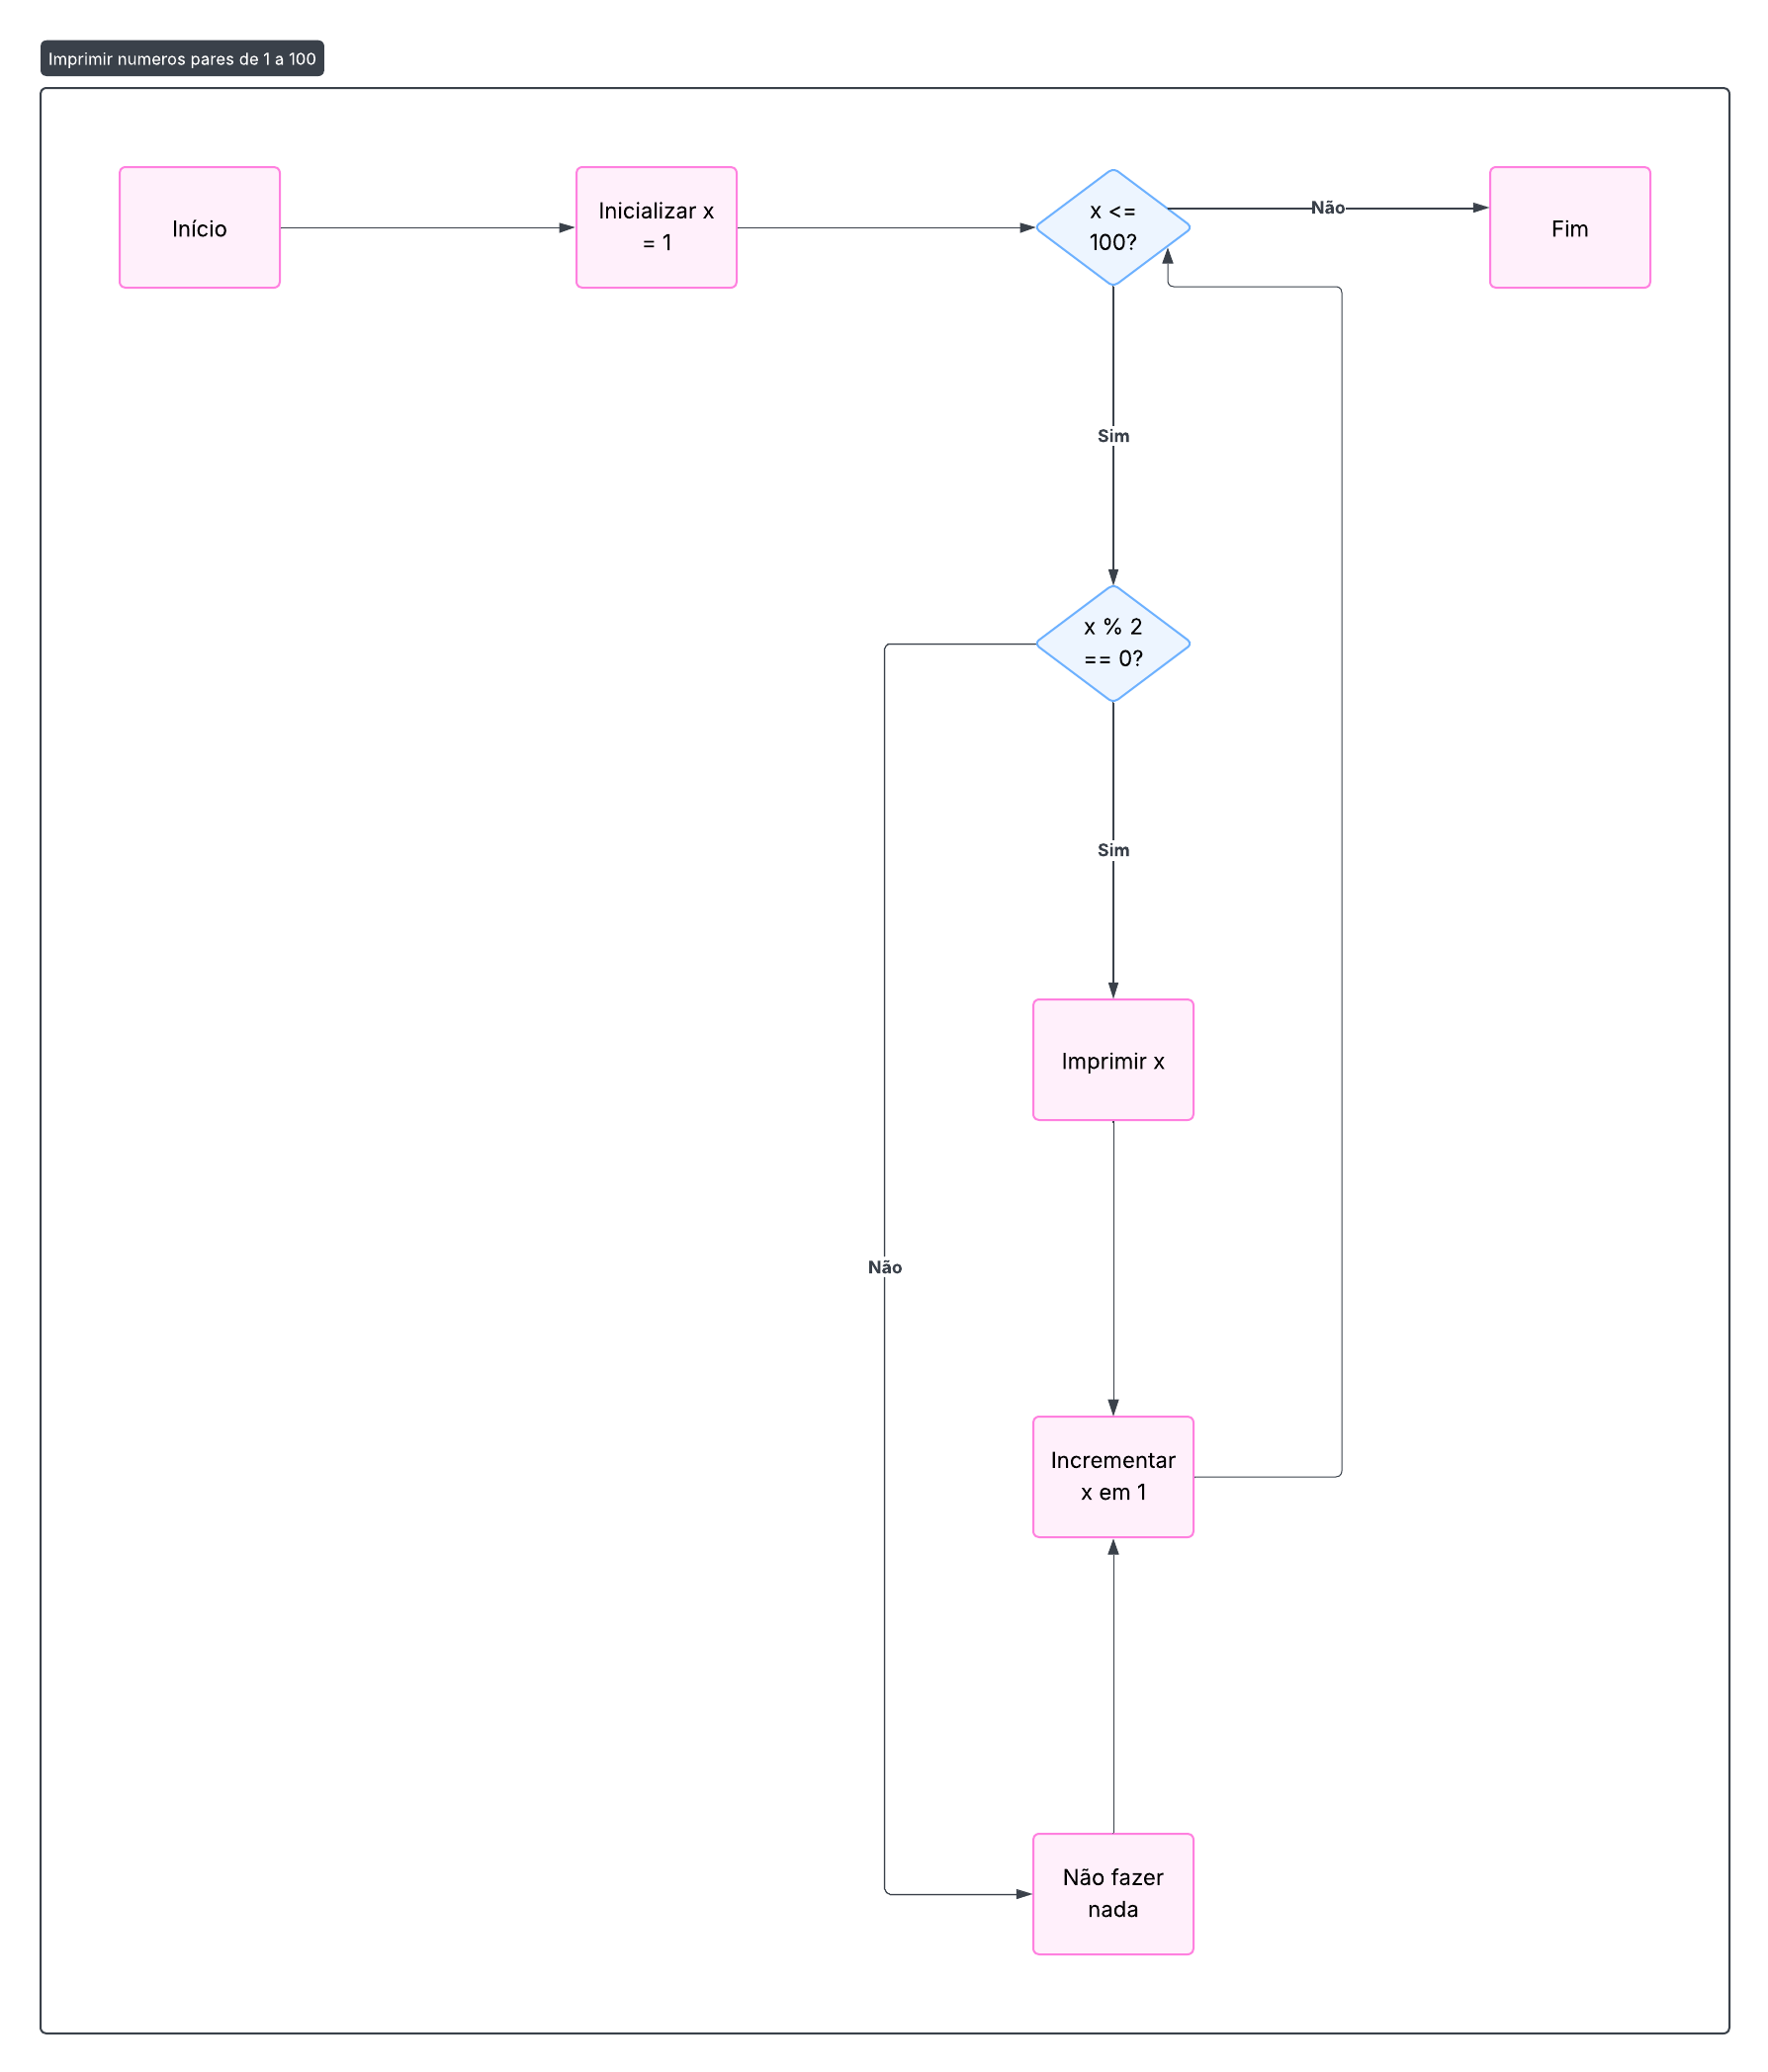 Imprimir numeros pares de 1 a 100
Início
Inicializar x
= 1
x <=
100?
Não
Fim
Sim
x % 2
== 0?
Sim
Imprimir x
Não
Incrementar
x em 1
Não fazer
nada